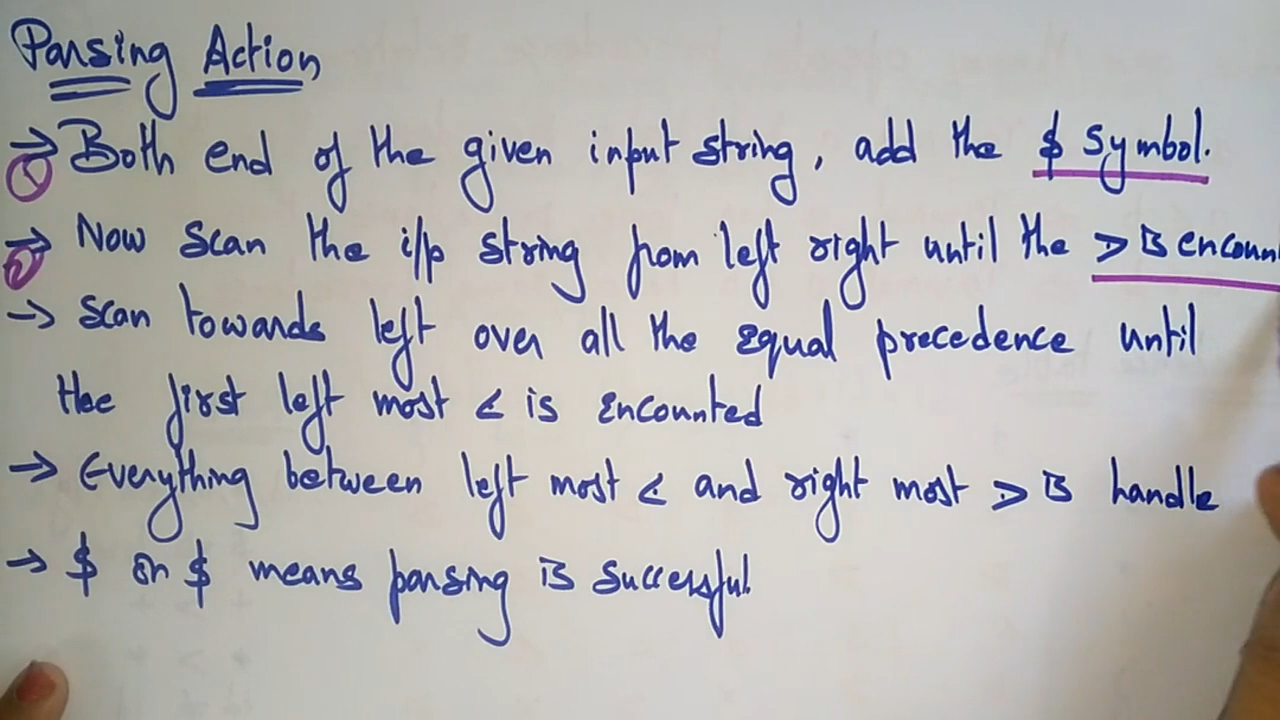 Parsing Action
→ Both end of the given input string, add the $ symbol.
→ Now scan the i/p string from left right until the ⋗ is encoun
→ scan towards left over all the equal precedence until
the first left most ⋖ is encounted
→ Everything between left most ⋖ and right most ⋗ is handle
→ $ on $ means parsing is successful.